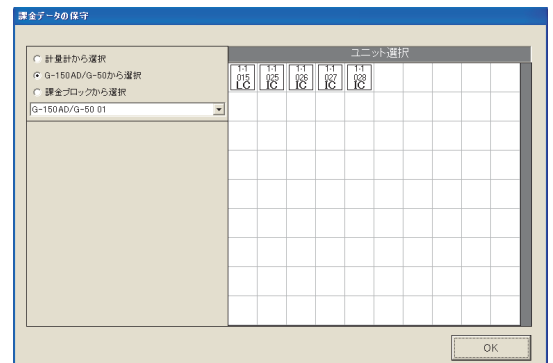 課金データの保守
計量計から選択
G-150AD/G-50から選択
課金ブロックから選択
G-150AD/G-50 01
ユニット選択
1-1 1-1 1-1 1-1 1-1
015 025 026 027 028
LC IC IC IC IC
OK